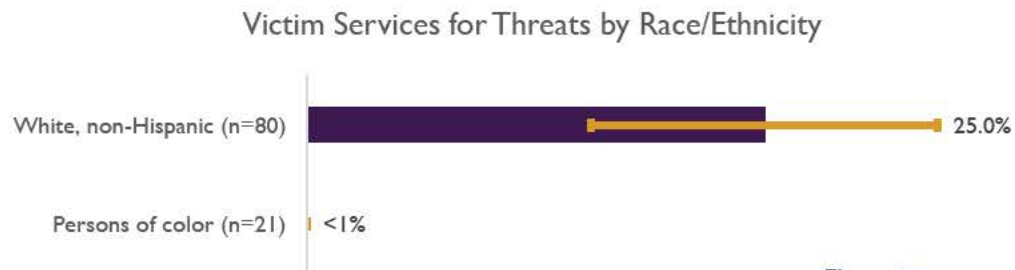 Victim Services for Threats by Race/Ethnicity
White, non-Hispanic (n=80)
25.0%
Persons of color (n=21)
<1%